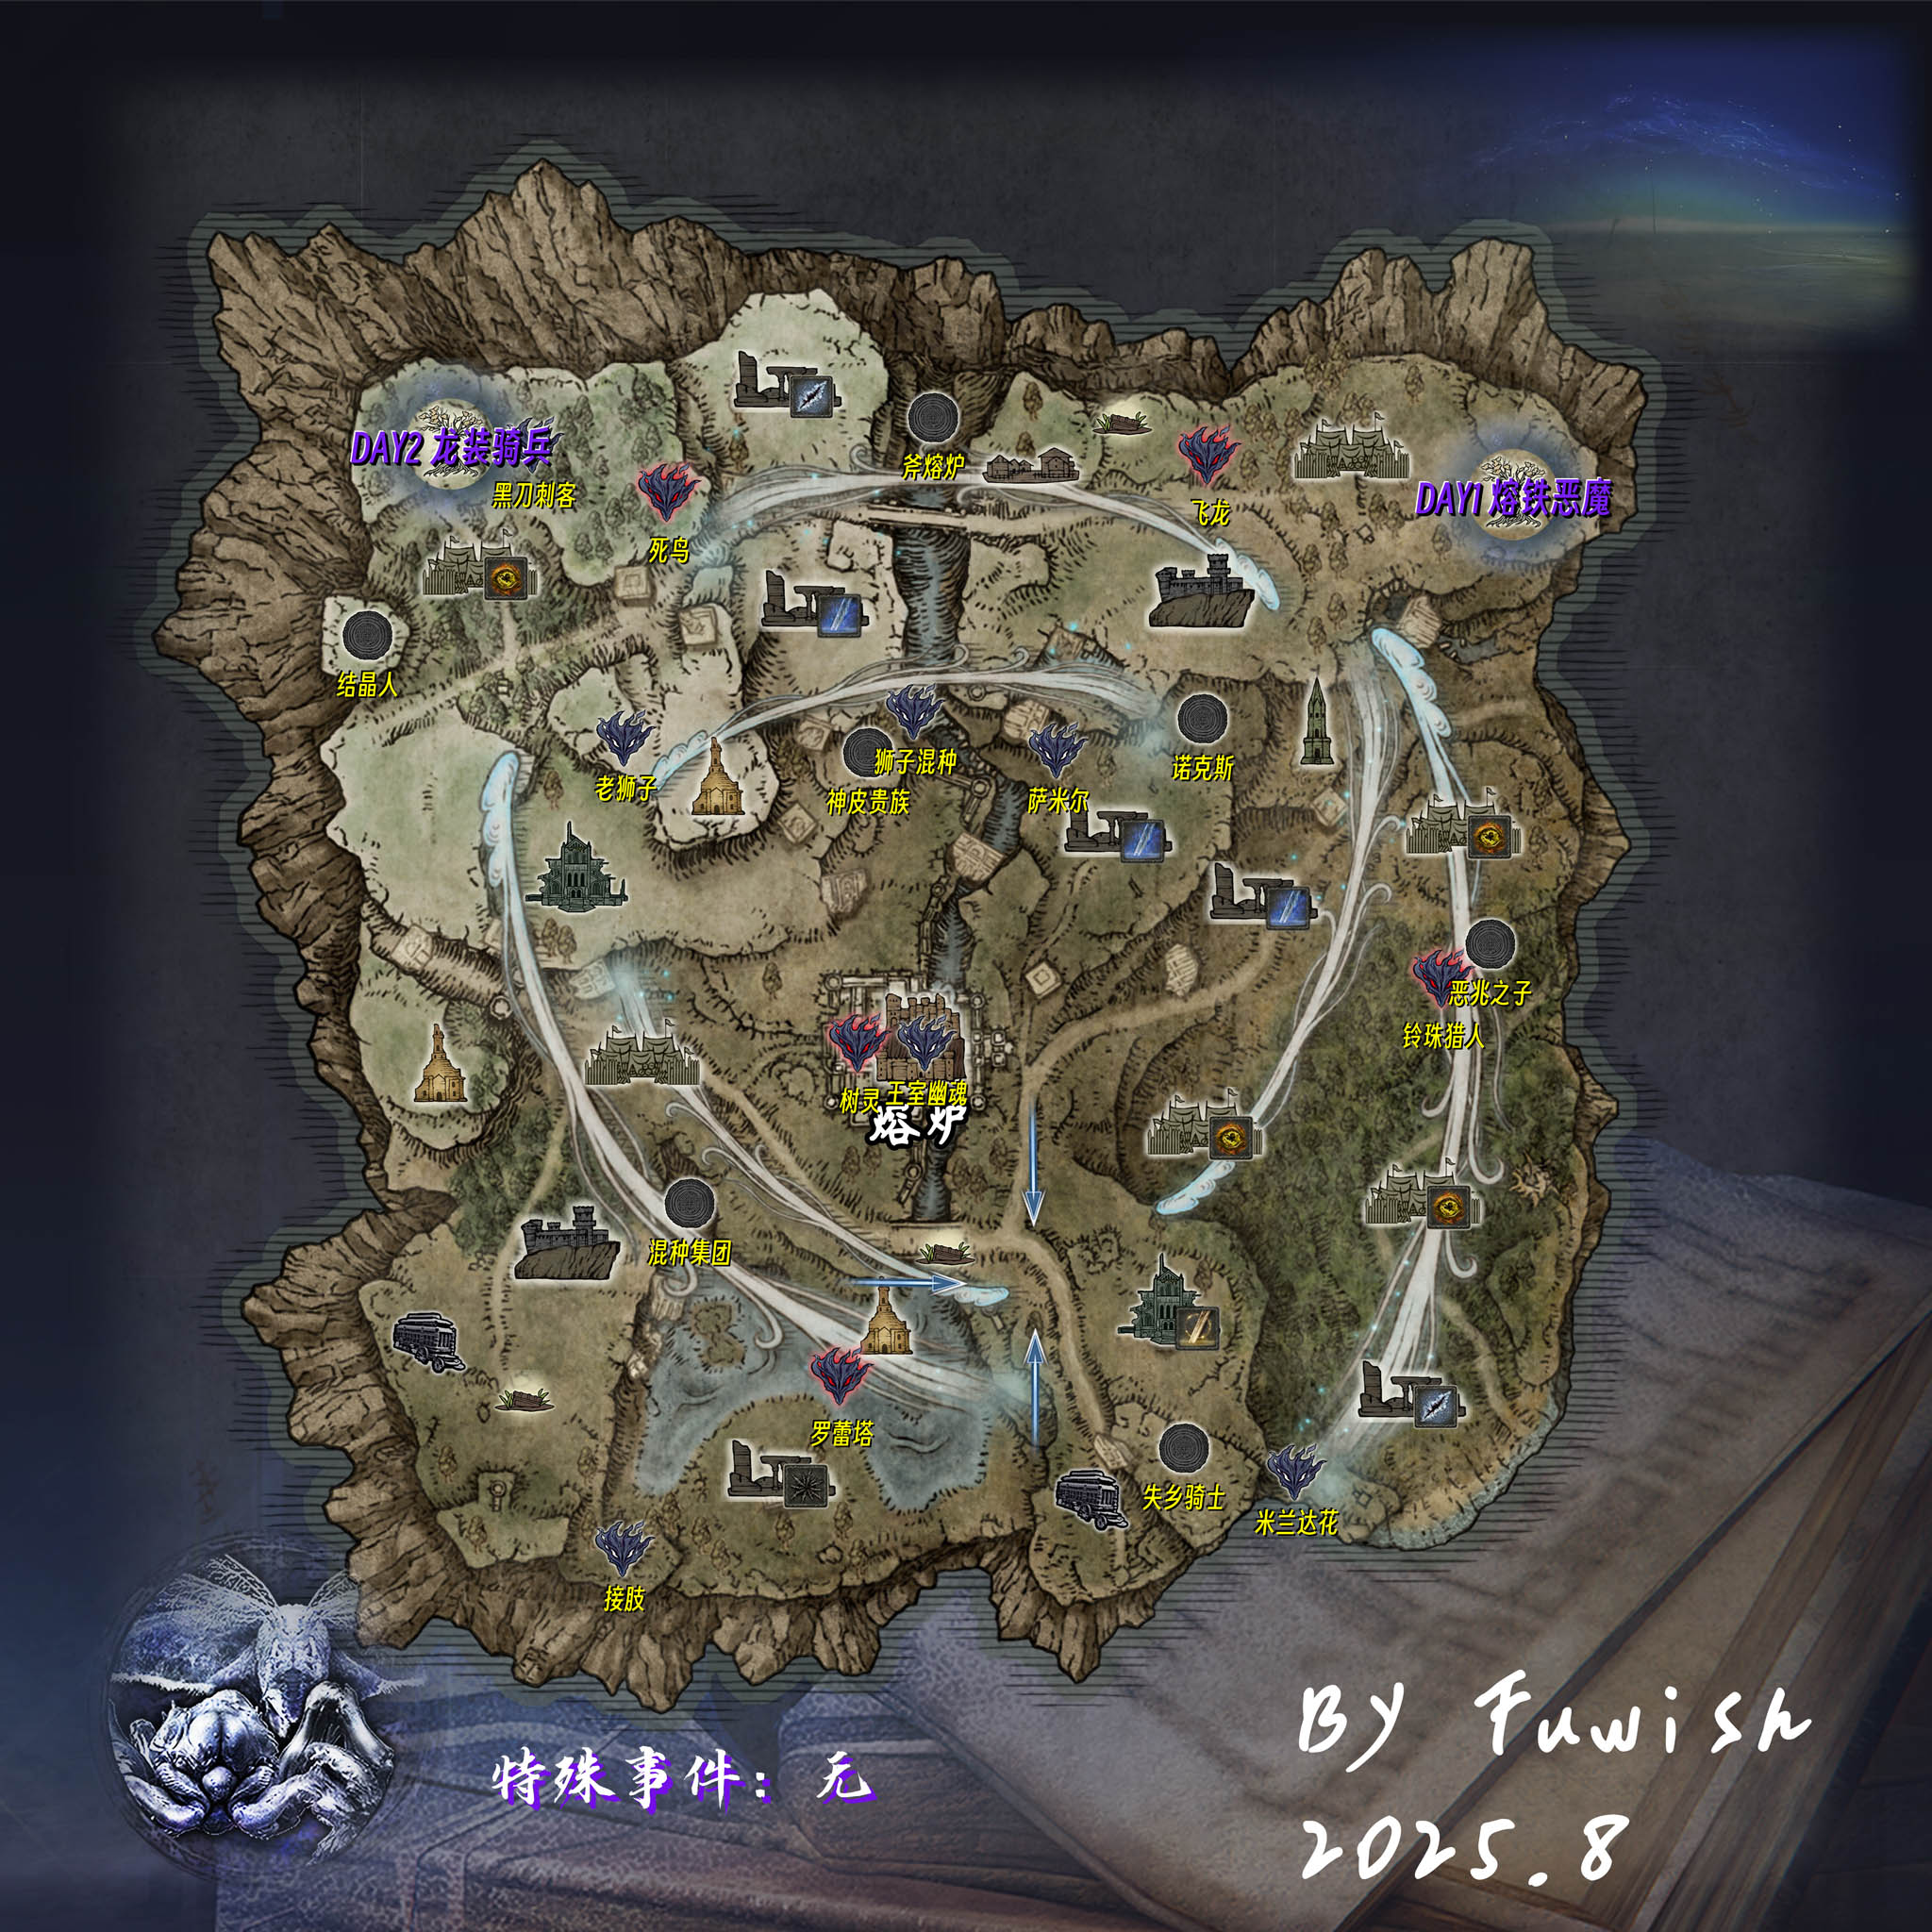 斧熔炉
DAY2 龙装骑兵
黑刀刺客
飞龙
DAY1 熔铁恶魔
死鸟
结晶人
老狮子
狮子混种
神皮贵族
萨米尔
诺克斯
恶兆之子
铃珠猎人
树灵
王室幽魂
熔炉
混种集团
罗蕾塔
失乡骑士
米兰达花
接肢
特殊事件：无
By Fuwish
2025.8